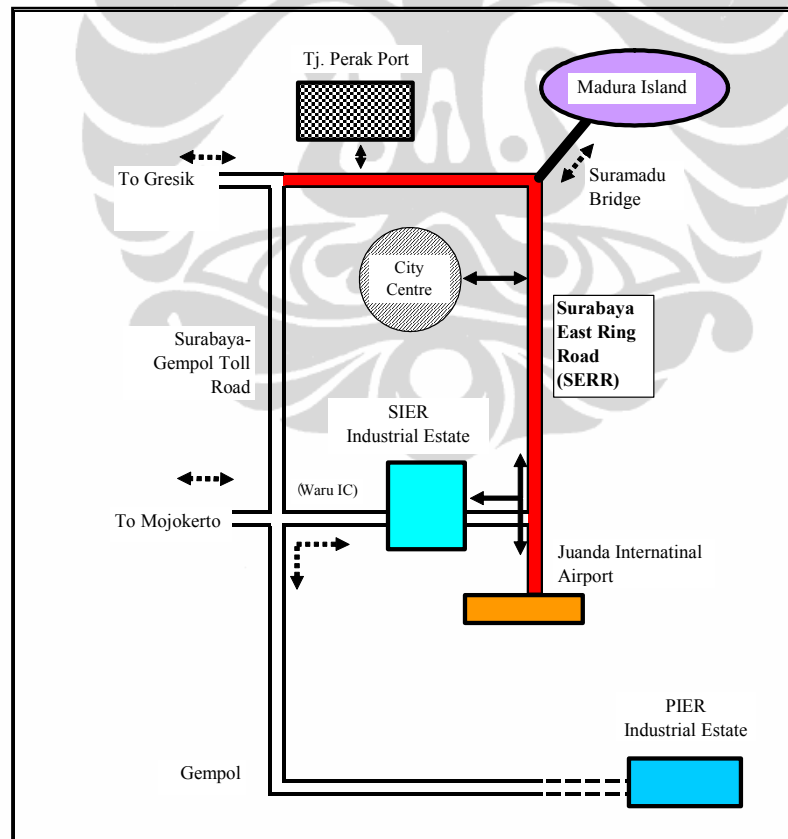 Tj. Perak Port
Madura Island
To Gresik
Suramadu
Bridge
City
Centre
Surabaya
East Ring
Road
(SERR)
Surabaya-
Gempol Toll
Road
SIER
Industrial Estate
(Waru IC)
To Mojokerto
Juanda Internatinal
Airport
PIER
Industrial Estate
Gempol